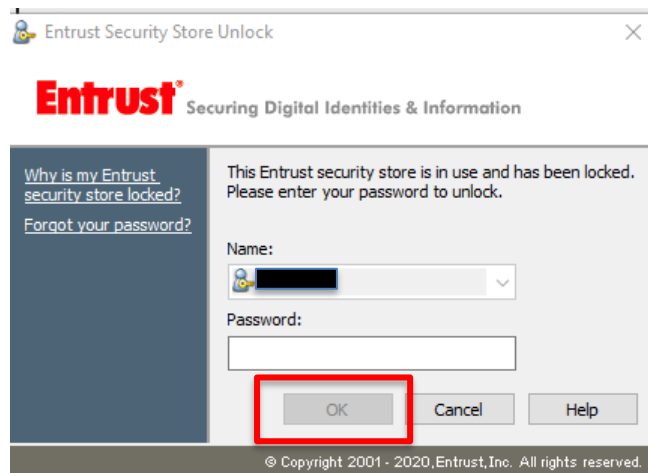 Entrust Security Store Unlock
Entrust® Securing Digital Identities & Information
Why is my Entrust
security store locked?
Forgot your password?
This Entrust security store is in use and has been locked.
Please enter your password to unlock.
Name:
Password:
OK Cancel Help
© Copyright 2001 - 2020,Entrust,Inc. All rights reserved.